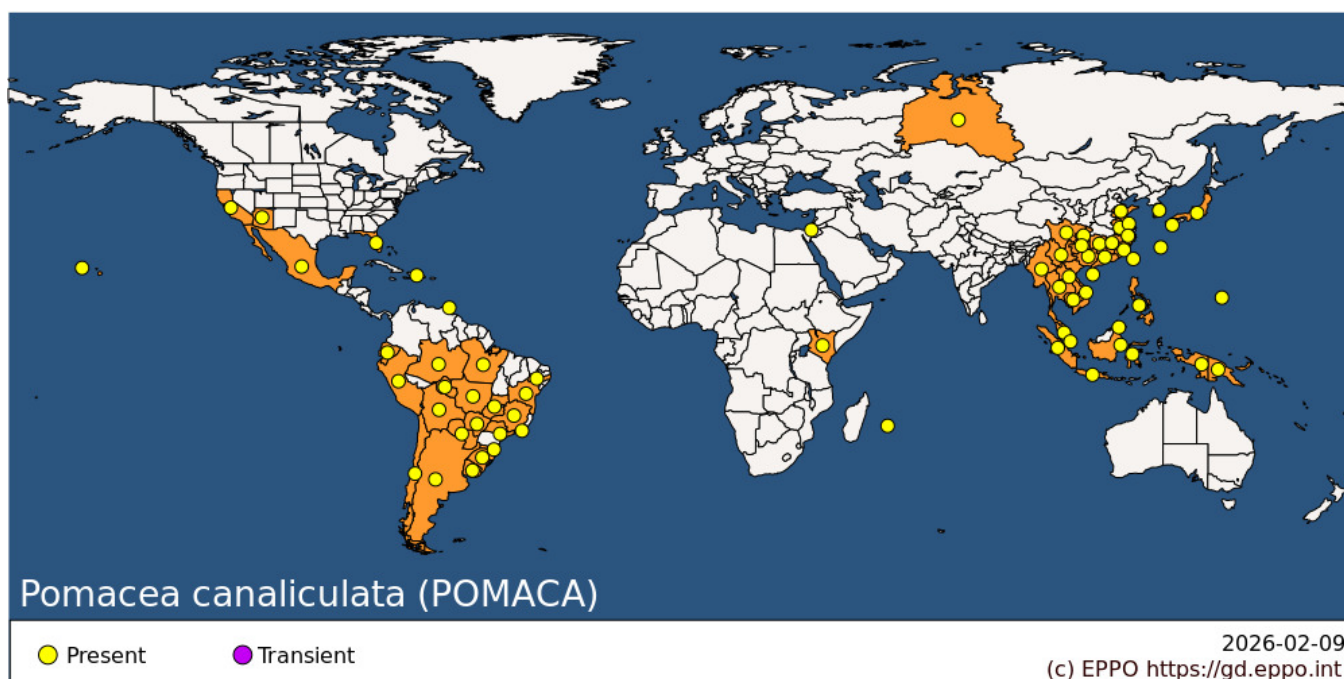 Pomacea canaliculata (POMACA)
Present
Transient
2026-02-09
(c) EPPO https://gd.eppo.int